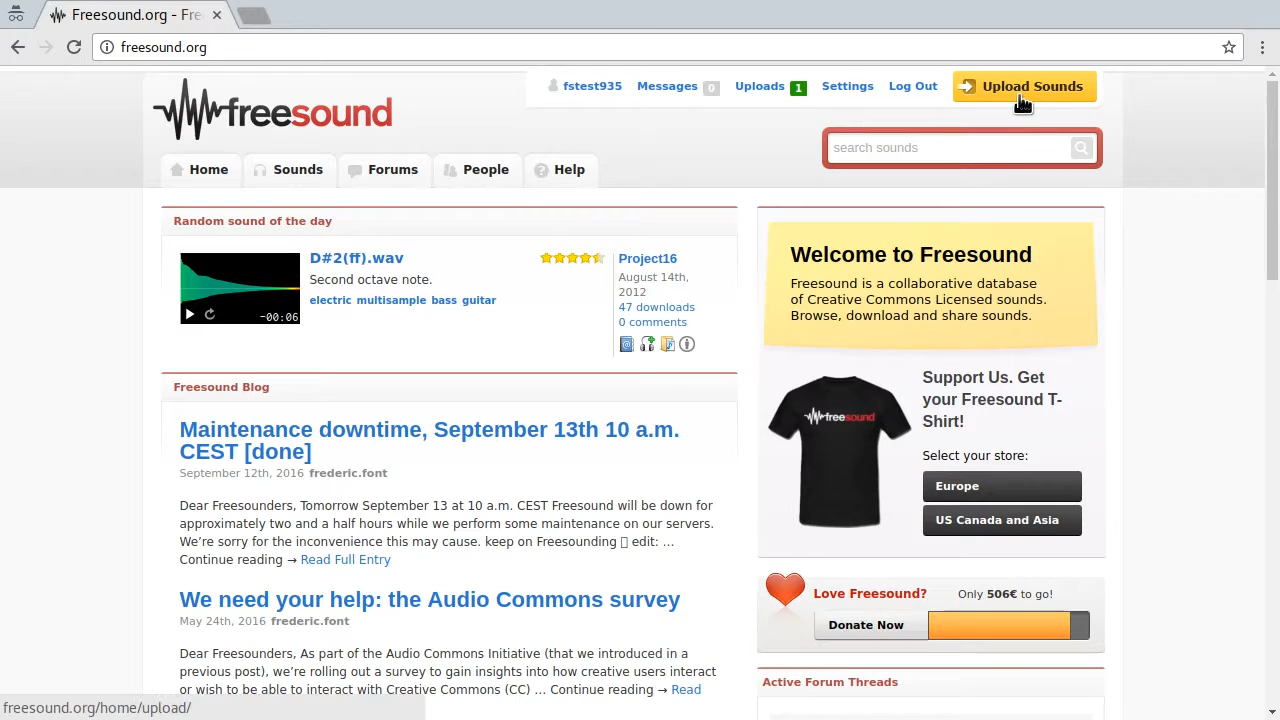 Freesound.org - Fre
freesound.org
fstest935 Messages 0 Uploads 1 Settings Log Out Upload Sounds
freesound
search sounds
Home Sounds Forums People Help
Random sound of the day
D#2(ff).wav
Second octave note.
electric multisample bass guitar
-00:06
Project16
August 14th,
2012
47 downloads
0 comments
Freesound Blog
Maintenance downtime, September 13th 10 a.m.
CEST [done]
September 12th, 2016 frederic.font
Dear Freesounders, Tomorrow September 13 at 10 a.m. CEST Freesound will be down for
approximately two and a half hours while we perform some maintenance on our servers.
We’re sorry for the inconvenience this may cause. keep on Freesounding edit: …
Continue reading → Read Full Entry
We need your help: the Audio Commons survey
May 24th, 2016 frederic.font
Dear Freesounders, As part of the Audio Commons Initiative (that we introduced in a
previous post), we’re rolling out a survey to gain insights into how creative users interact
or wish to be able to interact with Creative Commons (CC) … Continue reading → Read
Welcome to Freesound
Freesound is a collaborative database
of Creative Commons Licensed sounds.
Browse, download and share sounds.
freesound
Support Us. Get
your Freesound T-
Shirt!
Select your store:
Europe
US Canada and Asia
Love Freesound? Only 506€ to go!
Donate Now
Active Forum Threads
freesound.org/home/upload/